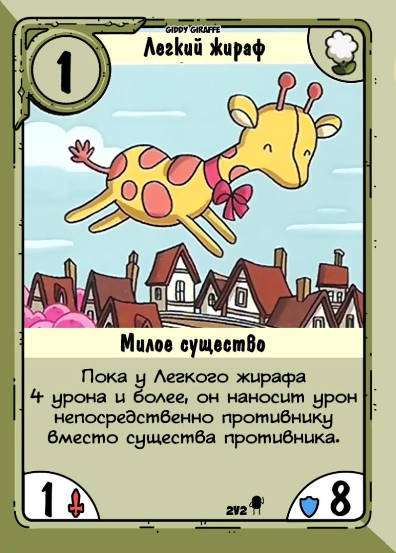 GIDDY GIRAFFE
1
Легкий жираф
Милое существо
Пока у Легкого жирафа
4 урона и более, он наносит урон
непосредственно противнику
вместо существа противника.
1
2V2
8